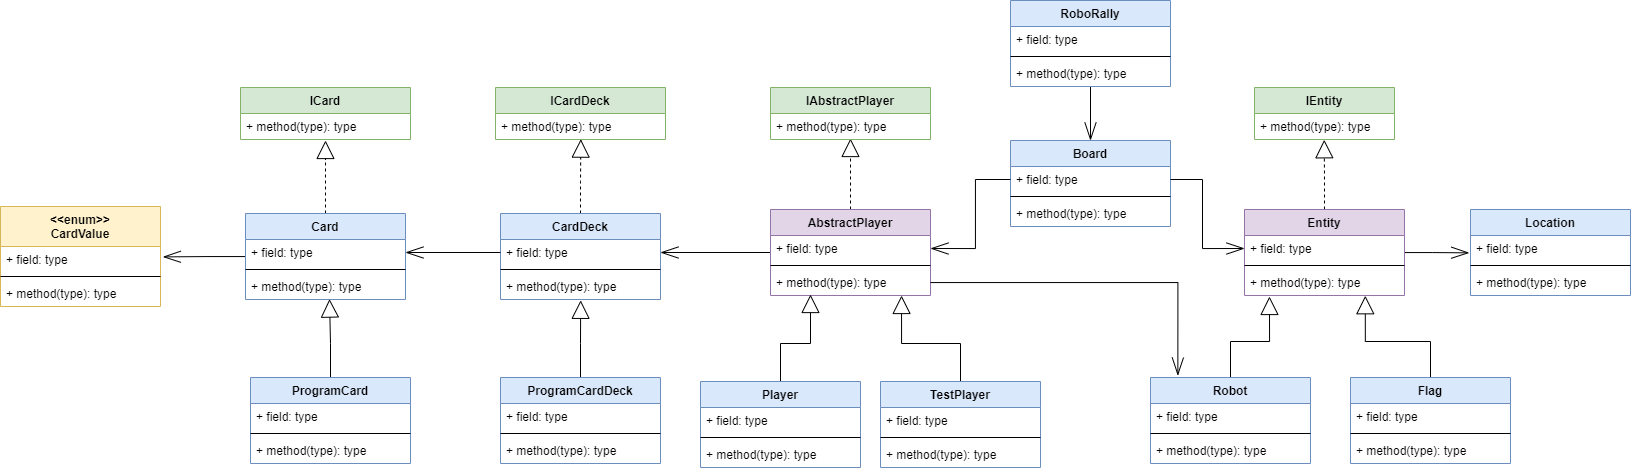 RoboRally
+ field: type
+ method(type): type
ICard
+ method(type): type
ICardDeck
+ method(type): type
IAbstractPlayer
+ method(type): type
IEntity
+ method(type): type
Board
+ field: type
+ method(type): type
<<enum>>
CardValue
+ field: type
+ method(type): type
Card
+ field: type
+ method(type): type
CardDeck
+ field: type
+ method(type): type
AbstractPlayer
+ field: type
+ method(type): type
Entity
+ field: type
+ method(type): type
Location
+ field: type
+ method(type): type
ProgramCard
+ field: type
+ method(type): type
ProgramCardDeck
+ field: type
+ method(type): type
Player
+ field: type
+ method(type): type
TestPlayer
+ field: type
+ method(type): type
Robot
+ field: type
+ method(type): type
Flag
+ field: type
+ method(type): type